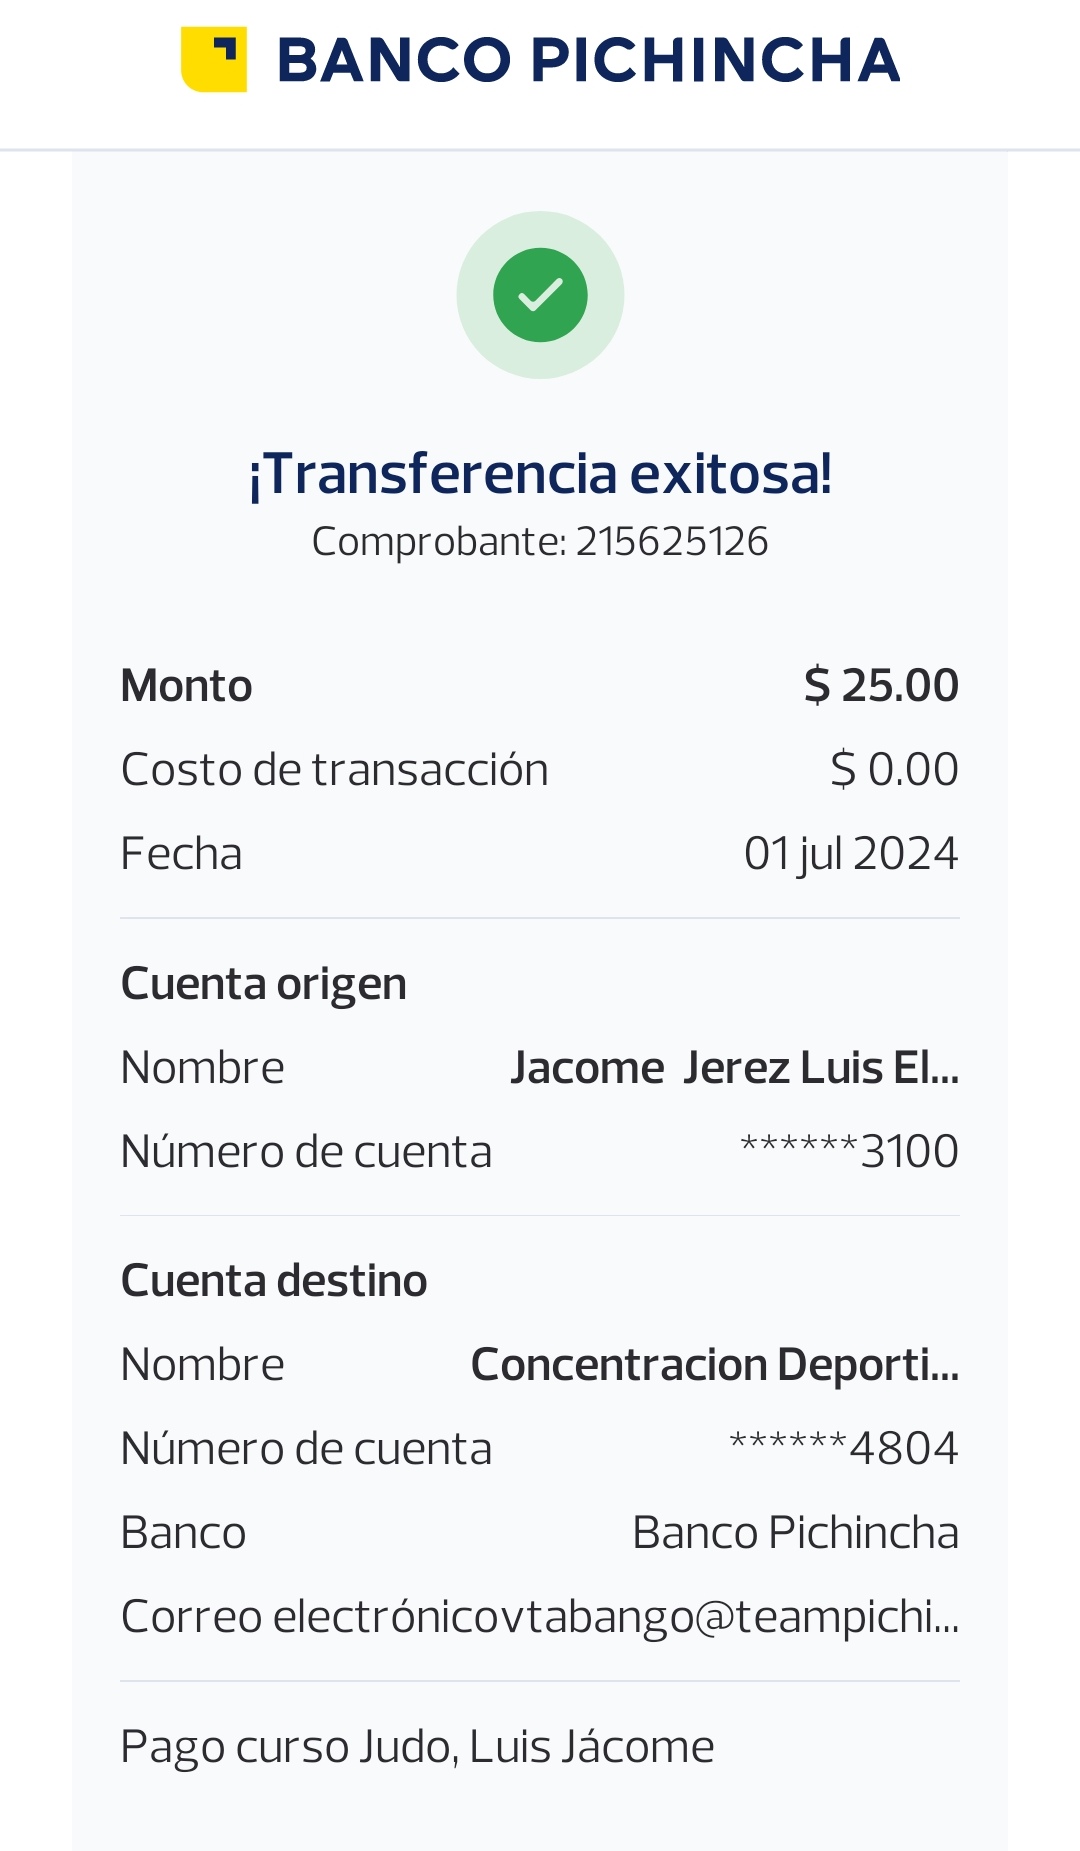 BANCO PICHINCHA
¡Transferencia exitosa!
Comprobante: 215625126
Monto $ 25.00
Costo de transacción $ 0.00
Fecha 01 jul 2024
Cuenta origen
Nombre Jacome  Jerez Luis El...
Número de cuenta ******3100
Cuenta destino
Nombre Concentracion Deporti...
Número de cuenta ******4804
Banco Banco Pichincha
Correo electrónicovtabango@teampichi...
Pago curso Judo, Luis Jácome